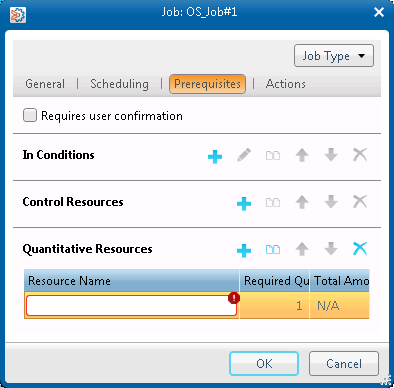 Job: OS_Job#1
Job Type
General Scheduling Prerequisites Actions
Requires user confirmation
In Conditions
Control Resources
Quantitative Resources
Resource Name Required Qu Total Amo
1 N/A
OK Cancel